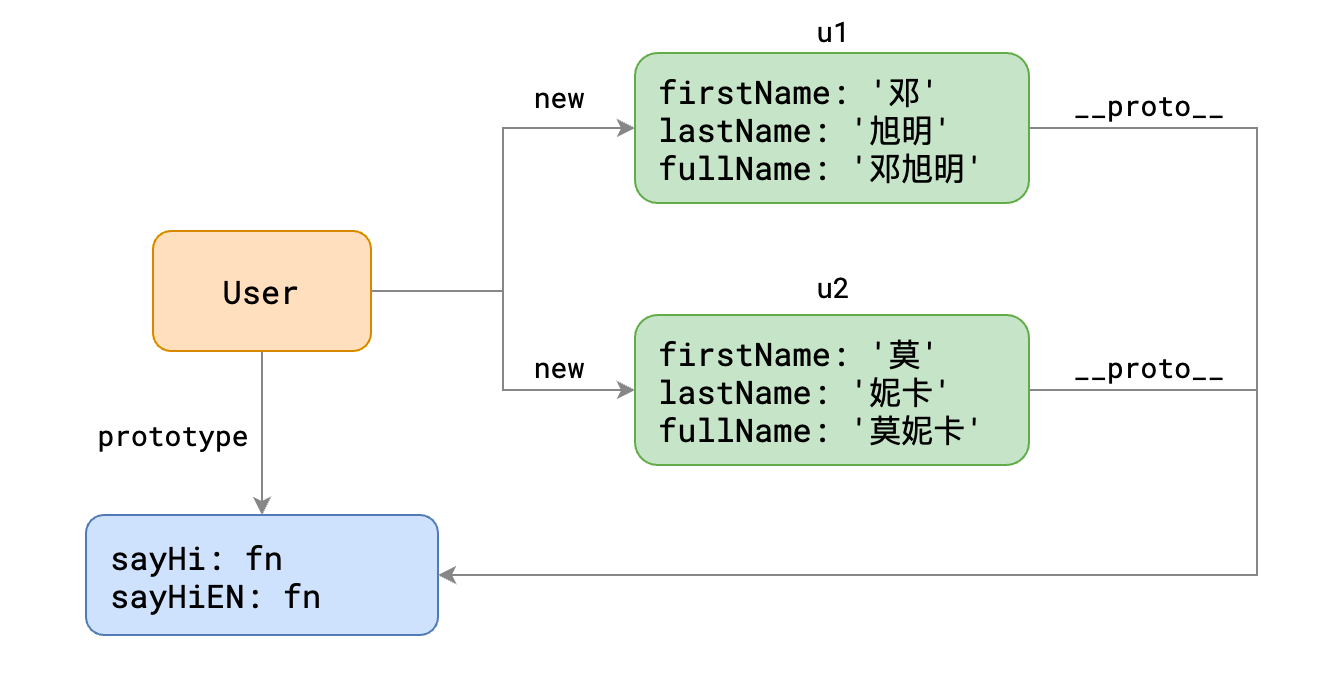 u1
new
firstName: '邓'
lastName: '旭明'
fullName: '邓旭明'
__proto__
User
u2
new
firstName: '莫'
lastName: '妮卡'
fullName: '莫妮卡'
__proto__
prototype
sayHi: fn
sayHiEN: fn